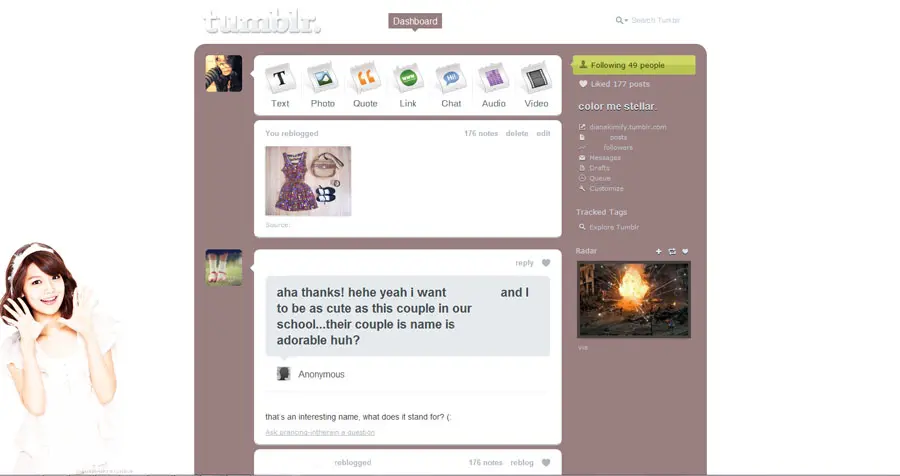 tumblr.
Dashboard
Search Tumblr
Text Photo Quote Link Chat Audio Video
Following 49 people
Liked 177 posts
color me stellar.
posts
followers
Messages
Drafts
Queue
Customize
Tracked Tags
Explore Tumblr
Radar
via
You reblogged 176 notes delete edit
Source:
reply
aha thanks! hehe yeah i want and I
to be as cute as this couple in our
school...their couple is name is
adorable huh?
Anonymous
that's an interesting name, what does it stand for? (:
Ask prancing-intherain a question
reblogged 176 notes reblog